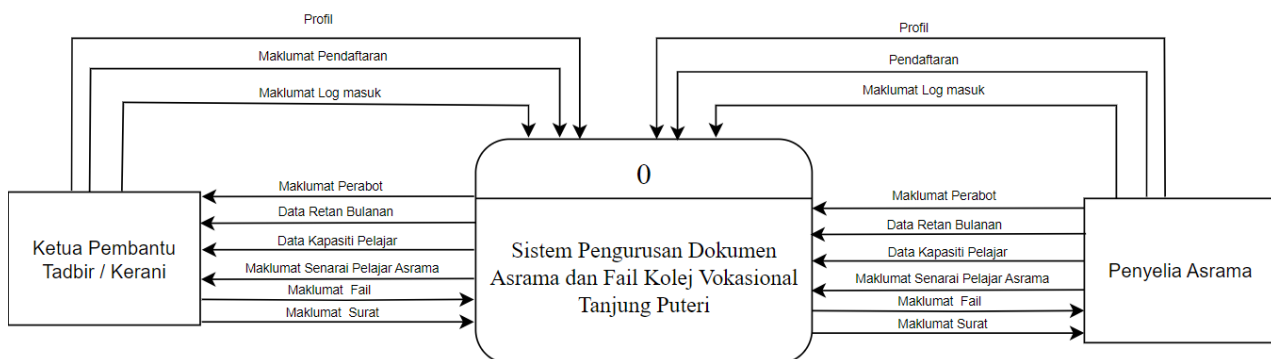 Profil
Maklumat Pendaftaran
Maklumat Log masuk
Profil
Pendaftaran
Maklumat Log masuk
Ketua Pembantu
Tadbir / Kerani
Maklumat Perabot
Data Retan Bulanan
Data Kapasiti Pelajar
Maklumat Senarai Pelajar Asrama
Maklumat Fail
Maklumat Surat
0
Sistem Pengurusan Dokumen
Asrama dan Fail Kolej Vokasional
Tanjung Puteri
Maklumat Perabot
Data Retan Bulanan
Data Kapasiti Pelajar
Maklumat Senarai Pelajar Asrama
Maklumat Fail
Maklumat Surat
Penyelia Asrama